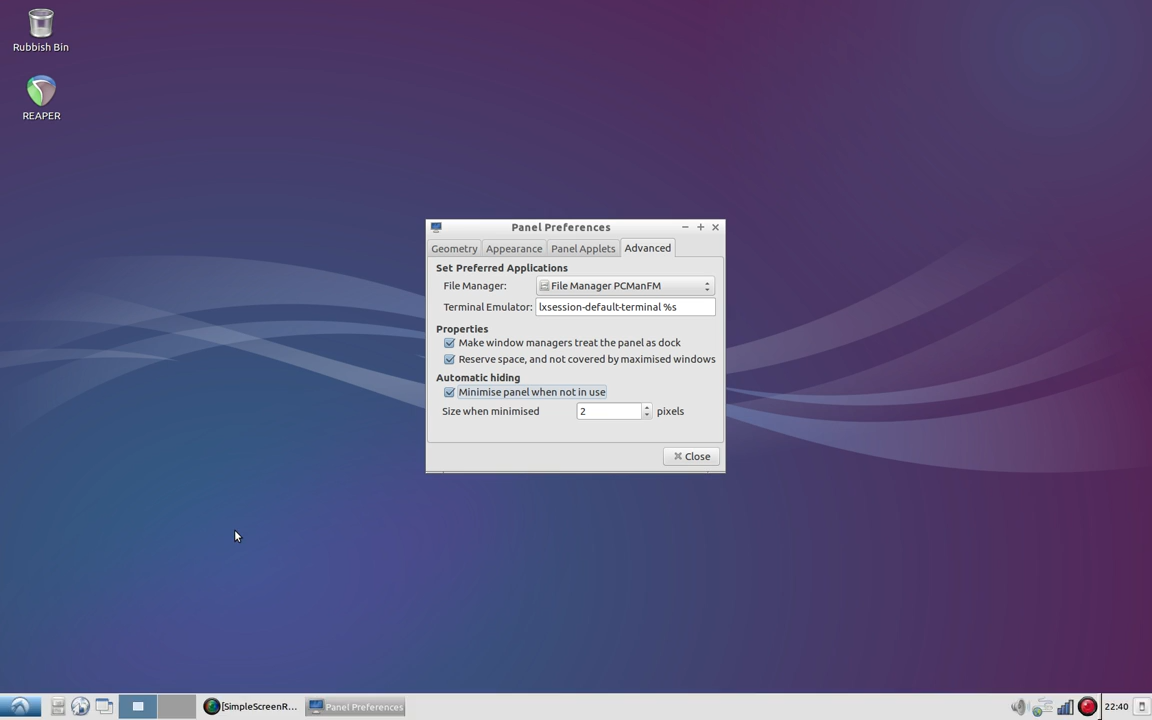 Rubbish Bin
REAPER
Panel Preferences
Geometry Appearance Panel Applets Advanced
Set Preferred Applications
File Manager: File Manager PCManFM
Terminal Emulator: lxsession-default-terminal %s
Properties
Make window managers treat the panel as dock
Reserve space, and not covered by maximised windows
Automatic hiding
Minimise panel when not in use
Size when minimised 2 pixels
Close
[SimpleScreenR... Panel Preferences 22:40